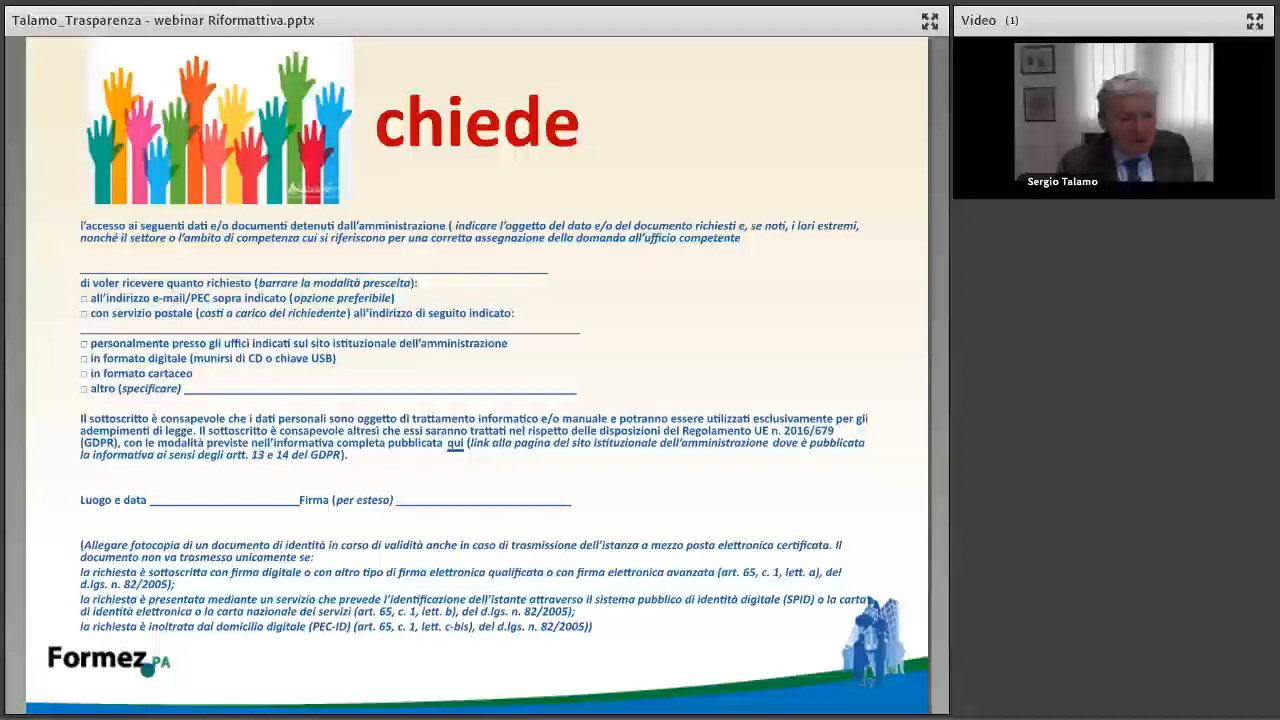 Talamo_Trasparenza - webinar Riformattiva.pptx
Video (1)
Sergio Talamo
chiede
l'accesso ai seguenti dati e/o documenti detenuti dall'amministrazione ( indicare l'oggetto del dato e/o del documento richiesti e, se noti, i lori estremi,
nonché il settore o l'ambito di competenza cui si riferiscono per una corretta assegnazione della domanda all'ufficio competente
di voler ricevere quanto richiesto (barrare la modalità prescelta):
□ all'indirizzo e-mail/PEC sopra indicato (opzione preferibile)
□ con servizio postale (costi a carico del richiedente) all'indirizzo di seguito indicato:
□ personalmente presso gli uffici indicati sul sito istituzionale dell'amministrazione
□ in formato digitale (munirsi di CD o chiave USB)
□ in formato cartaceo
□ altro (specificare)
Il sottoscritto è consapevole che i dati personali sono oggetto di trattamento informatico e/o manuale e potranno essere utilizzati esclusivamente per gli
adempimenti di legge. Il sottoscritto è consapevole altresì che essi saranno trattati nel rispetto delle disposizioni del Regolamento UE n. 2016/679
(GDPR), con le modalità previste nell'informativa completa pubblicata qui (link alla pagina del sito istituzionale dell'amministrazione dove è pubblicata
la informativa ai sensi degli artt. 13 e 14 del GDPR).
Luogo e data ______________________Firma (per esteso) __________________________
(Allegare fotocopia di un documento di identità in corso di validità anche in caso di trasmissione dell'istanza a mezzo posta elettronica certificata. Il
documento non va trasmesso unicamente se:
la richiesta è sottoscritta con firma digitale o con altro tipo di firma elettronica qualificata o con firma elettronica avanzata (art. 65, c. 1, lett. a), del
d.lgs. n. 82/2005);
la richiesta è presentata mediante un servizio che prevede l'identificazione dell'istante attraverso il sistema pubblico di identità digitale (SPID) o la carta
di identità elettronica o la carta nazionale dei servizi (art. 65, c. 1, lett. b), del d.lgs. n. 82/2005);
la richiesta è inoltrata dal domicilio digitale (PEC-ID) (art. 65, c. 1, lett. c-bis), del d.lgs. n. 82/2005))
Formez PA